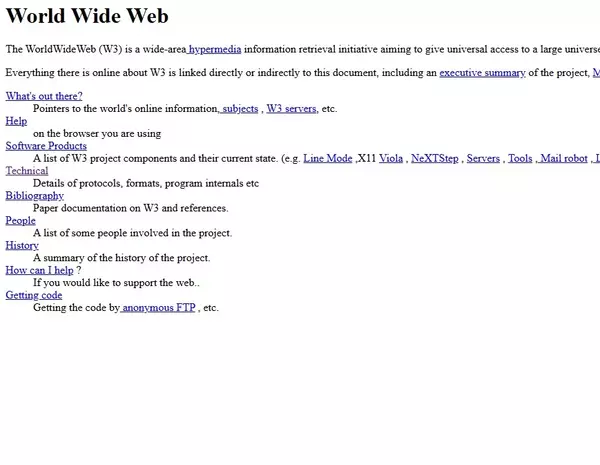 World Wide Web
The WorldWideWeb (W3) is a wide-area hypermedia information retrieval initiative aiming to give universal access to a large universe
Everything there is online about W3 is linked directly or indirectly to this document, including an executive summary of the project, M
What's out there?
Pointers to the world's online information, subjects , W3 servers, etc.
Help
on the browser you are using
Software Products
A list of W3 project components and their current state. (e.g. Line Mode ,X11 Viola , NeXTStep , Servers , Tools , Mail robot , L
Technical
Details of protocols, formats, program internals etc
Bibliography
Paper documentation on W3 and references.
People
A list of some people involved in the project.
History
A summary of the history of the project.
How can I help ?
If you would like to support the web..
Getting code
Getting the code by anonymous FTP , etc.